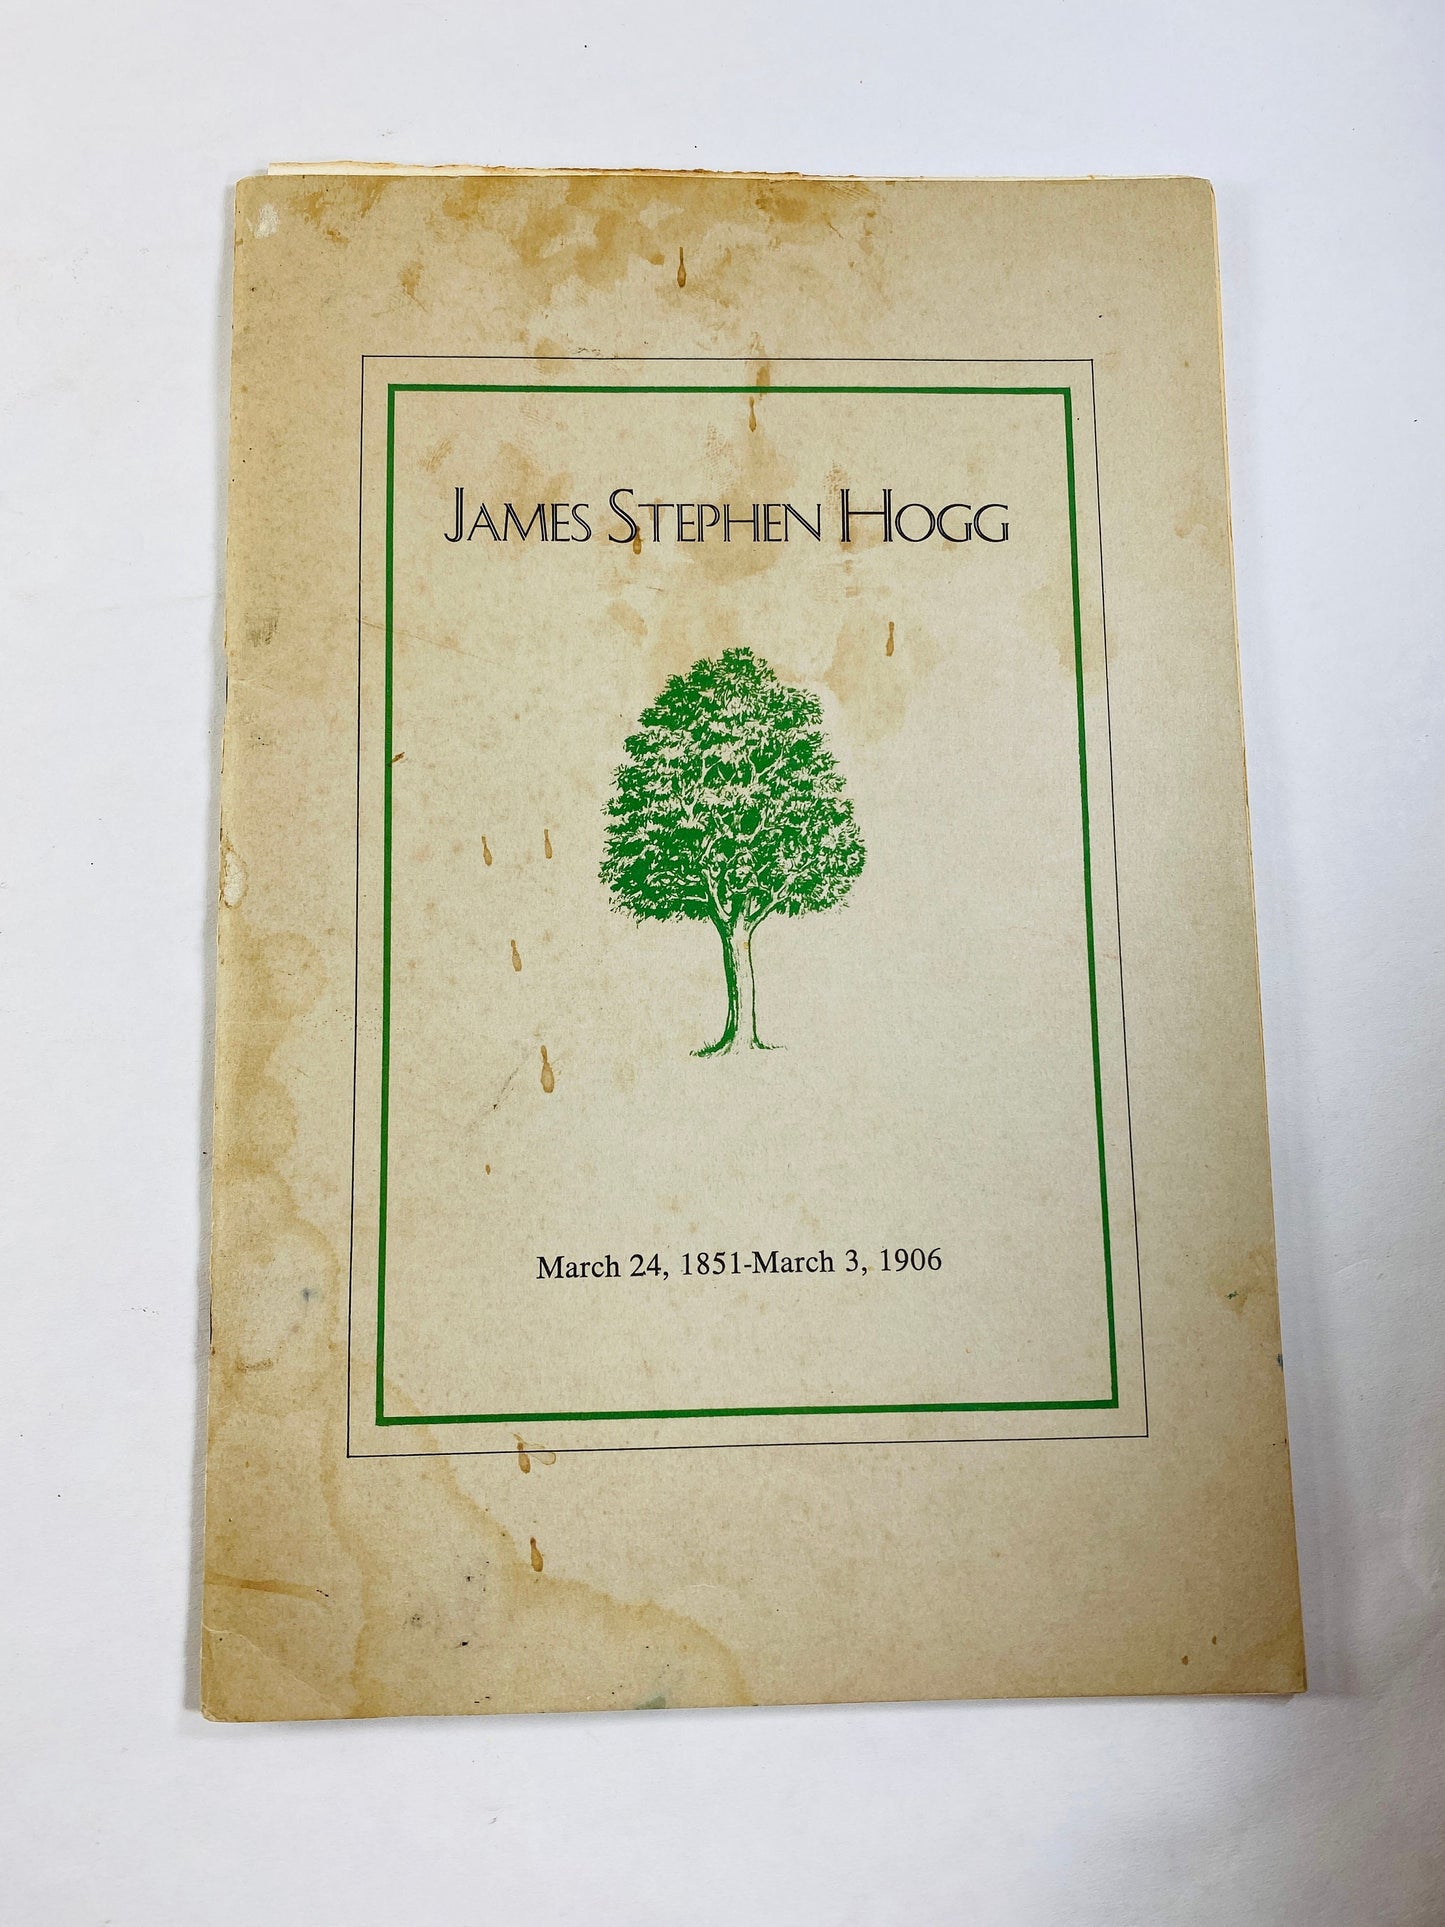 JAMES STEPHEN HOGG
March 24, 1851-March 3, 1906